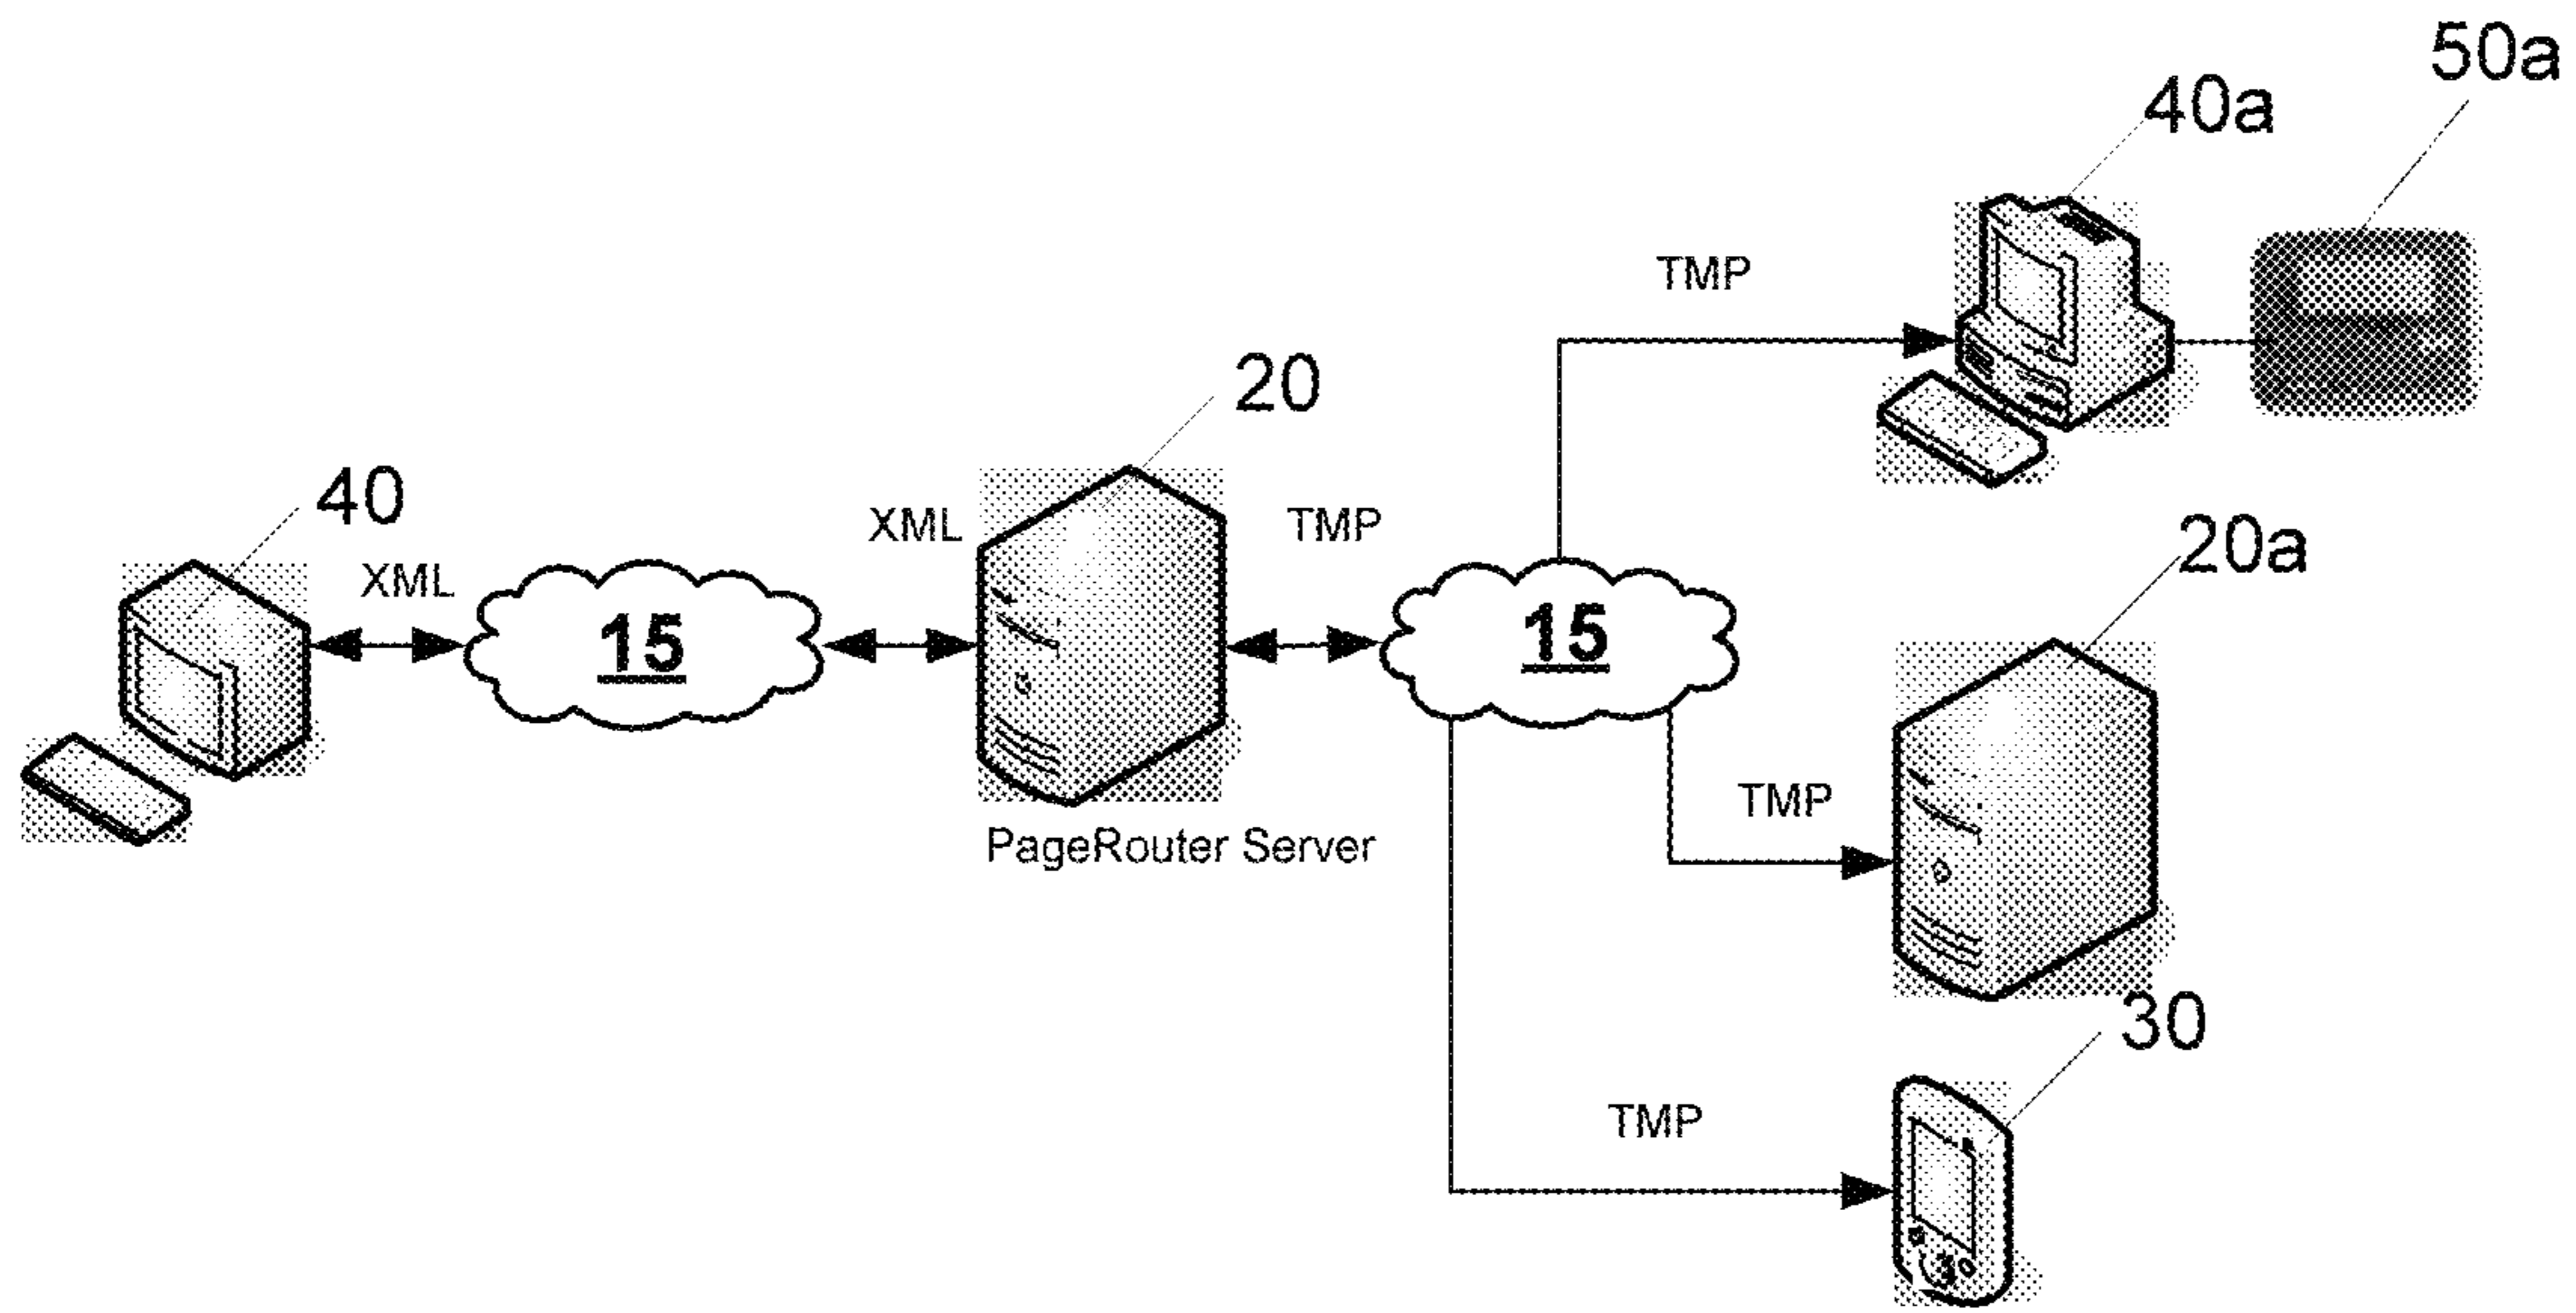 50a
40a
TMP
20
40
XML
TMP
20a
XML
15
15
TMP
PageRouter Server
30
TMP